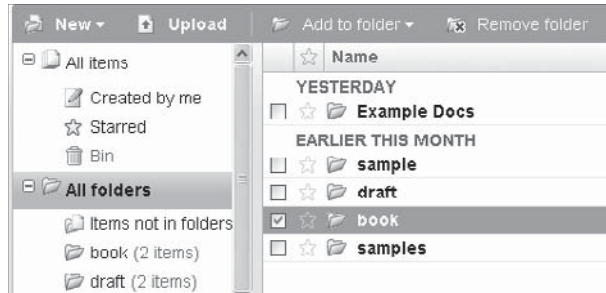 New Upload Add to folder Remove folder
All items
Created by me
Starred
Bin
All folders
Items not in folders
book (2 items)
draft (2 items)
Name
YESTERDAY
Example Docs
EARLIER THIS MONTH
sample
draft
book
samples